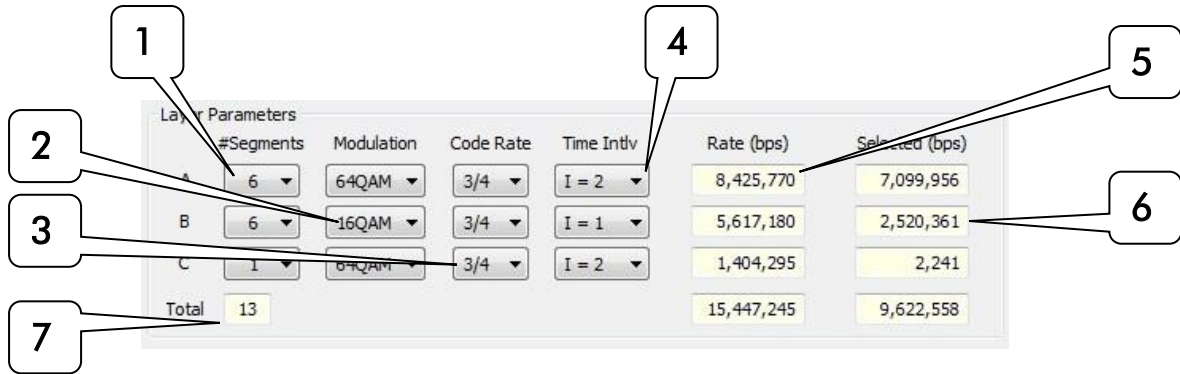 1
4
5
Layer Parameters
#Segments Modulation Code Rate Time Intlv Rate (bps) Selected (bps)
2
A 6 64QAM 3/4 I = 2 8,425,770 7,099,956
B 6 16QAM 3/4 I = 1 5,617,180 2,520,361
6
3
C 1 64QAM 3/4 I = 2 1,404,295 2,241
Total 13 15,447,245 9,622,558
7